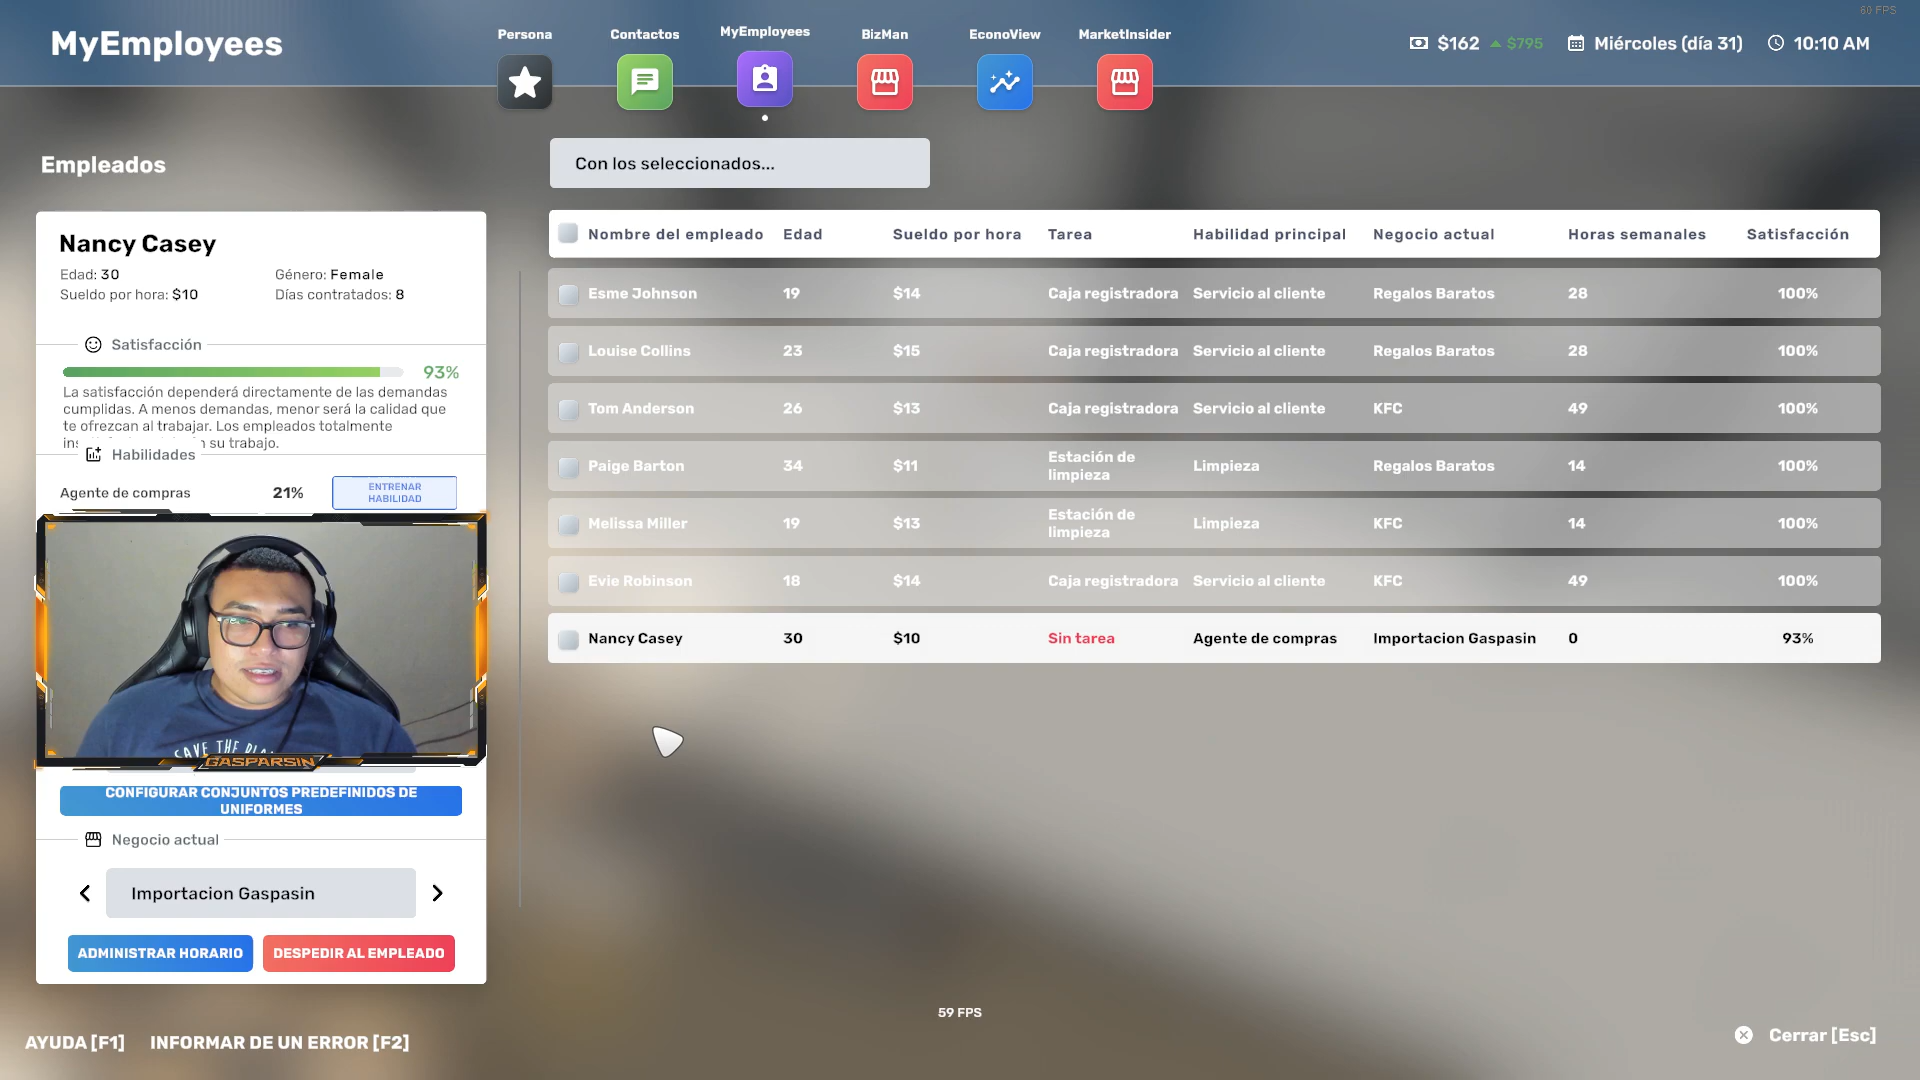 60 FPS
MyEmployees
Persona
Contactos
MyEmployees
BizMan
EconoView
MarketInsider
$162
$795
Miércoles (día 31)
10:10 AM
Empleados
Con los seleccionados...
Nancy Casey
Edad: 30
Género: Female
Sueldo por hora: $10
Días contratados: 8
Satisfacción
93%
La satisfacción dependerá directamente de las demandas
cumplidas. A menos demandas, menor será la calidad que
te ofrezcan al trabajar. Los empleados totalmente
su trabajo.
Habilidades
Agente de compras
21%
ENTRENAR
HABILIDAD
SAVE THE
GASPARSIN
CONFIGURAR CONJUNTOS PREDEFINIDOS DE
UNIFORMES
Negocio actual
Importacion Gaspasin
ADMINISTRAR HORARIO
DESPEDIR AL EMPLEADO
Nombre del empleado Edad Sueldo por hora Tarea Habilidad principal Negocio actual Horas semanales Satisfacción
Esme Johnson 19 $14 Caja registradora Servicio al cliente Regalos Baratos 28 100%
Louise Collins 23 $15 Caja registradora Servicio al cliente Regalos Baratos 28 100%
Tom Anderson 26 $13 Caja registradora Servicio al cliente KFC 49 100%
Paige Barton 34 $11 Estación de
limpieza Limpieza Regalos Baratos 14 100%
Melissa Miller 19 $13 Estación de
limpieza Limpieza KFC 14 100%
Evie Robinson 18 $14 Caja registradora Servicio al cliente KFC 49 100%
Nancy Casey 30 $10 Sin tarea Agente de compras Importacion Gaspasin 0 93%
59 FPS
AYUDA [F1]
INFORMAR DE UN ERROR [F2]
Cerrar [Esc]